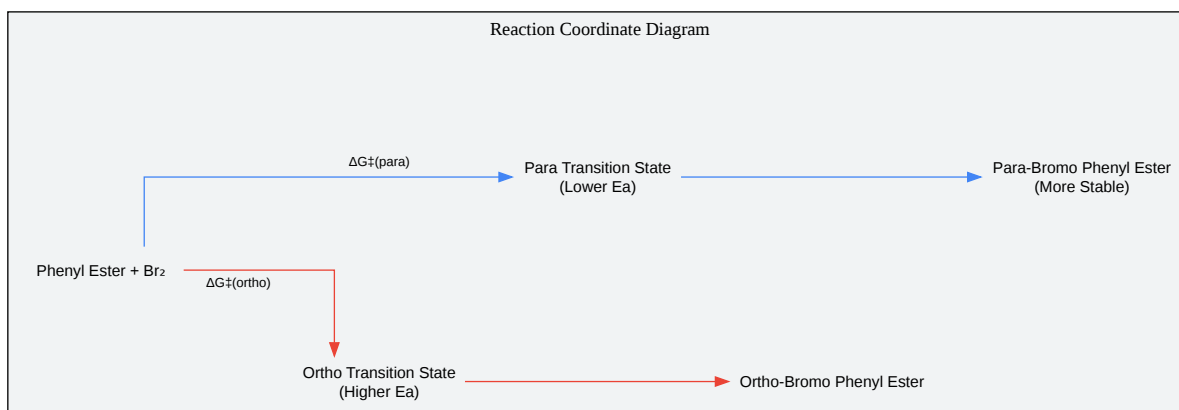 Reaction Coordinate Diagram
ΔG‡(para)
Para Transition State
(Lower Ea)
Para-Bromo Phenyl Ester
(More Stable)
Phenyl Ester + Br₂
ΔG‡(ortho)
Ortho Transition State
(Higher Ea)
Ortho-Bromo Phenyl Ester